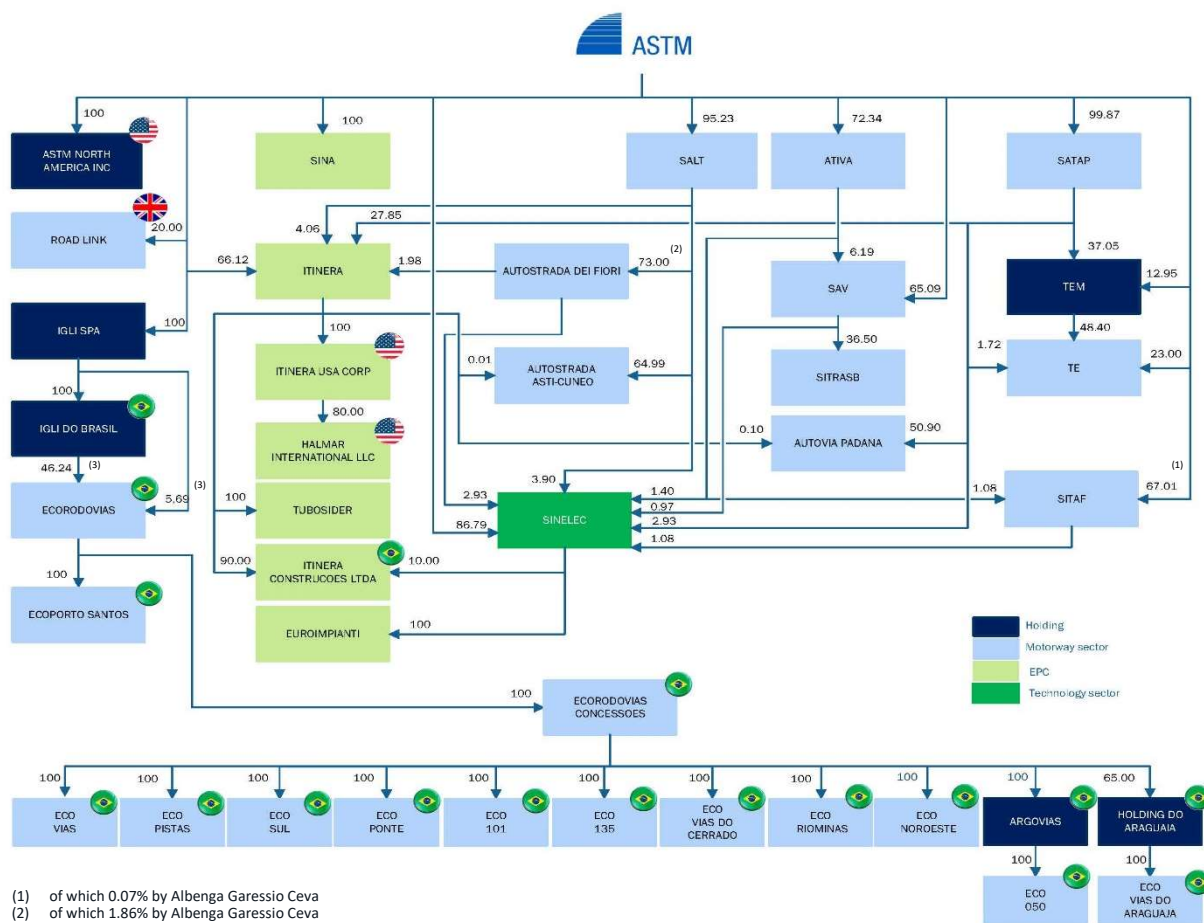 ASTM
100
100
95.23
72.34
99.87
ASTM NORTH
AMERICA INC
SINA
SALT
ATIVA
SATAP
ROAD LINK
20.00
4.06
27.85
(2)
66.12
ITINERA
1.98
AUTOSTRADA DEI FIORI
73.00
6.19
SAV
65.09
37.05
TEM
12.95
IGLI SPA
100
100
ITINERA USA CORP
0.01
AUTOSTRADA
ASTI-CUNEO
64.99
36.50
SITRASB
1.72
48.40
TE
23.00
100
IGLI DO BRASIL
80.00
HALMAR
INTERNATIONAL LLC
0.10
AUTOVIA PADANA
50.90
46.24
(3)
5.69
(3)
ECORODOVIAS
100
TUBOSIDER
2.93
3.90
86.79
SINELEC
1.40
0.97
2.93
1.08
1.08
SITAF
(1)
67.01
100
ECOPORTO SANTOS
90.00
ITINERA
CONSTRUCOES LTDA
10.00
EUROIMPIANTI
100
Holding
Motorway sector
EPC
Technology sector
100
ECORODOVIAS
CONCESSOES
100
100
100
100
100
100
100
100
100
100
65.00
ECO
VIAS
ECO
PISTAS
ECO
SUL
ECO
PONTE
ECO
101
ECO
135
ECO
VIAS DO
CERRADO
ECO
RIOMINAS
ECO
NOROESTE
ARGOVIAS
HOLDING DO
ARAGUAIA
100
100
ECO
050
ECO
VIAS DO
ARAGUAJA
(1) of which 0.07% by Albenga Garessio Ceva
(2) of which 1.86% by Albenga Garessio Ceva